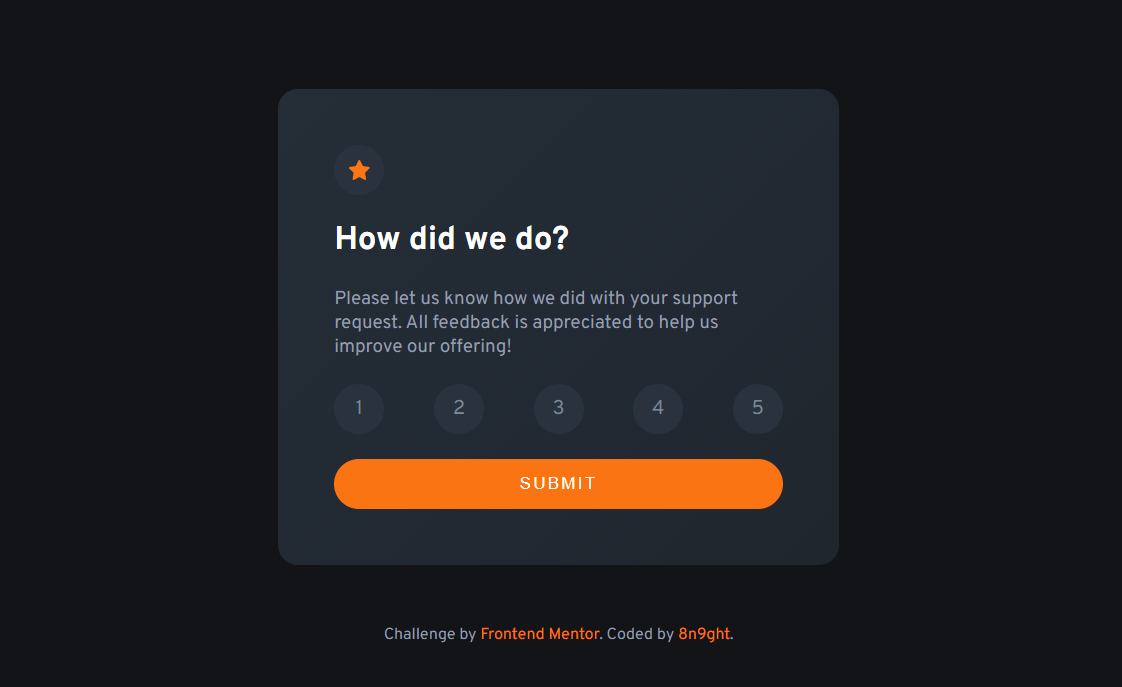 How did we do?
Please let us know how we did with your support
request. All feedback is appreciated to help us
improve our offering!
1 2 3 4 5
SUBMIT
Challenge by Frontend Mentor. Coded by 8n9ght.